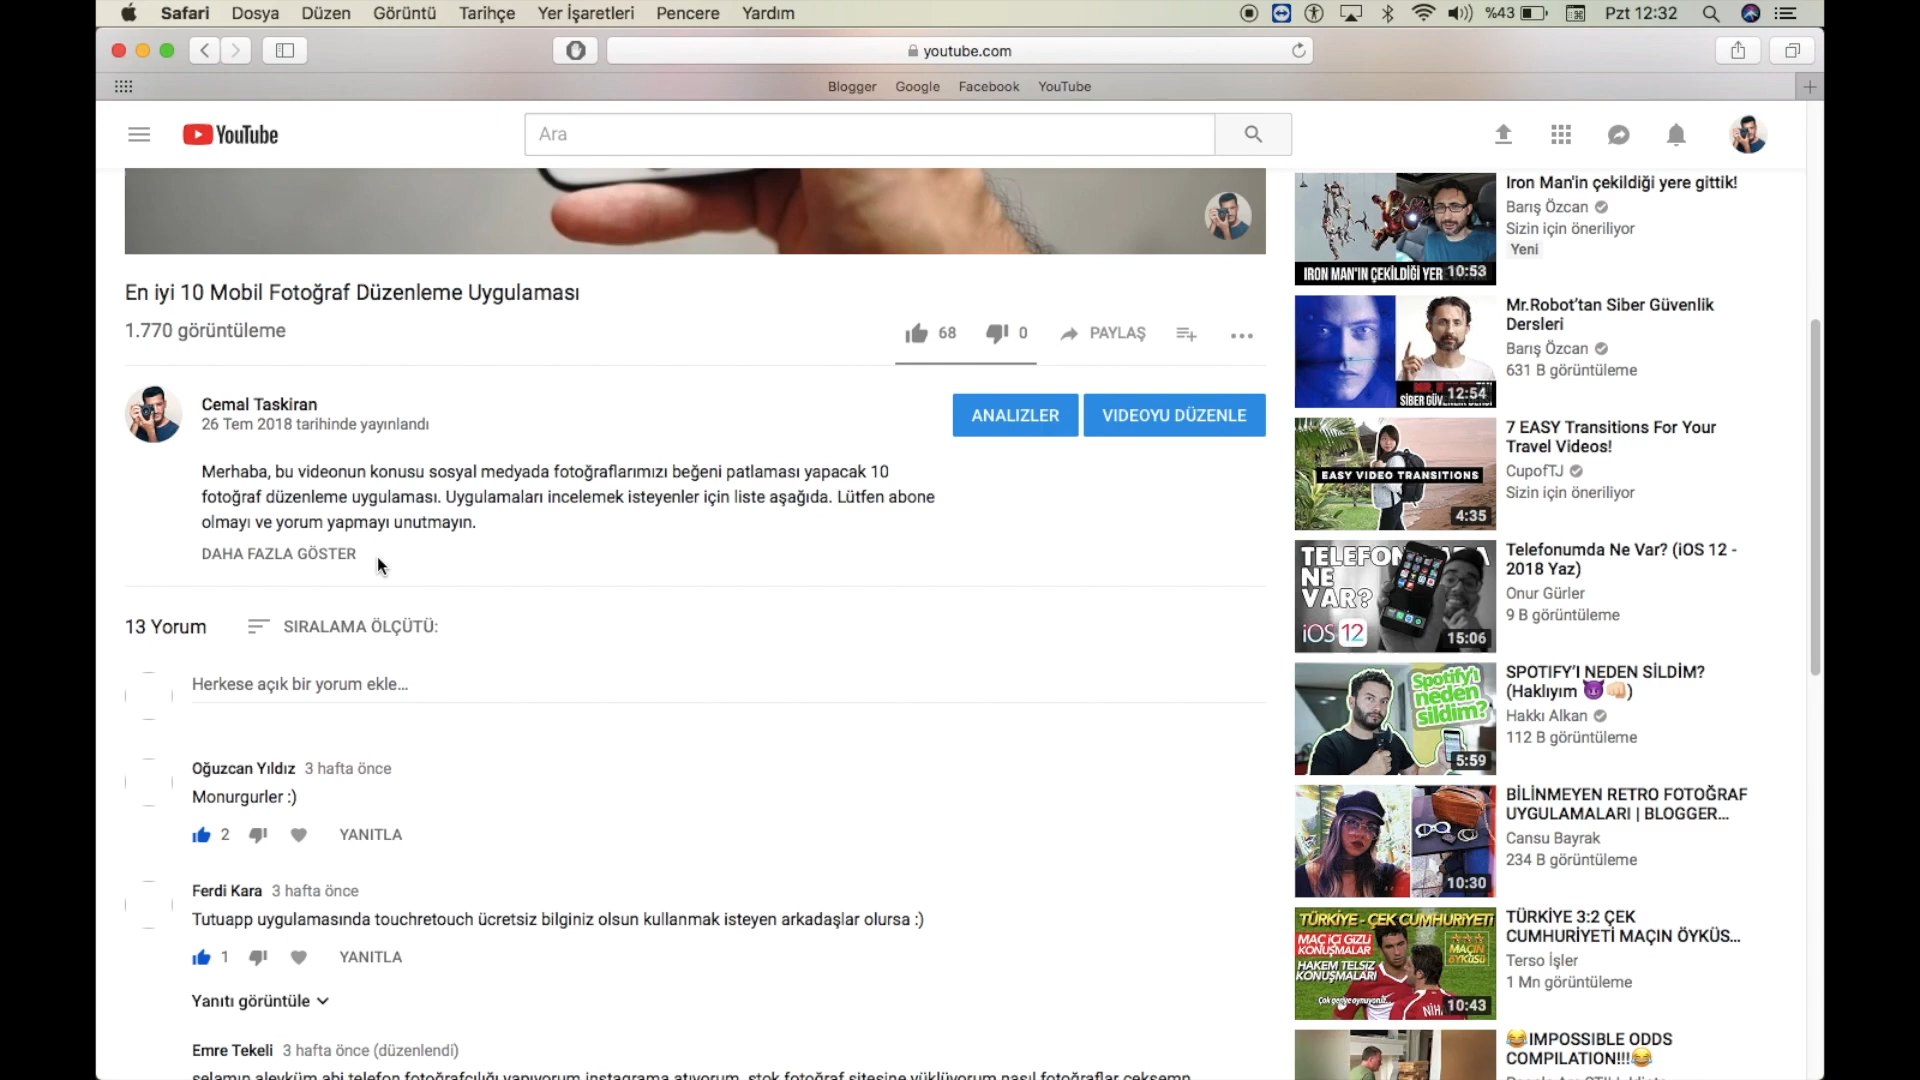 Safari Dosya Düzen Görüntü Tarihçe Yer İşaretleri Pencere Yardım
%43 Pzt 12:32
youtube.com
Blogger Google Facebook YouTube
YouTube
Ara
En iyi 10 Mobil Fotoğraf Düzenleme Uygulaması
1.770 görüntüleme
68 0 PAYLAŞ
Cemal Taskiran
26 Tem 2018 tarihinde yayınlandı
ANALIZLER VIDEOYU DÜZENLE
Merhaba, bu videonun konusu sosyal medyada fotoğraflarımızı beğeni patlaması yapacak 10
fotoğraf düzenleme uygulaması. Uygulamaları incelemek isteyenler için liste aşağıda. Lütfen abone
olmayı ve yorum yapmayı unutmayın.
DAHA FAZLA GÖSTER
13 Yorum SIRALAMA ÖLÇÜTÜ:
Herkese açık bir yorum ekle...
Oğuzcan Yıldız 3 hafta önce
Monurgurler :)
2 YANITLA
Ferdi Kara 3 hafta önce
Tutuapp uygulamasında touchretouch ücretsiz bilginiz olsun kullanmak isteyen arkadaşlar olursa :)
1 YANITLA
Yanıtı görüntüle
Emre Tekeli 3 hafta önce (düzenlendi)
selamın aleyküm abi telefon fotoğrafçılığı yapıyorum instagrama atıyorum, stok fotoğraf sitesine yüklüyorum nasıl fotoğraflar çeksemn
IRON MAN'IN ÇEKİLDİĞİ YER 10:53
Iron Man'in çekildiği yere gittik!
Barış Özcan
Sizin için öneriliyor
Yeni
12:54
Mr.Robot'tan Siber Güvenlik
Dersleri
Barış Özcan
631 B görüntüleme
EASY VIDEO TRANSITIONS
4:35
7 EASY Transitions For Your
Travel Videos!
CupofTJ
Sizin için öneriliyor
TELEFON
NE
VAR?
iOS 12
15:06
Telefonumda Ne Var? (iOS 12 -
2018 Yaz)
Onur Gürler
9 B görüntüleme
Spotify'ı
neden
sildim?
5:59
SPOTIFY'I NEDEN SİLDİM?
(Haklıyım 😈👊🏻)
Hakkı Alkan
112 B görüntüleme
10:30
BİLİNMEYEN RETRO FOTOĞRAF
UYGULAMALARI | BLOGGER...
Cansu Bayrak
234 B görüntüleme
TÜRKİYE - ÇEK CUMHURİYETİ
MAÇ İÇİ GİZLİ
KONUŞMALAR
HAKEM TELSİZ
KONUŞMALARI
MAÇIN
ÖYKÜSÜ
10:43
TÜRKİYE 3:2 ÇEK
CUMHURİYETİ MAÇIN ÖYKÜS...
Terso İşler
1 Mn görüntüleme
😂IMPOSSIBLE ODDS
COMPILATION!!!😂